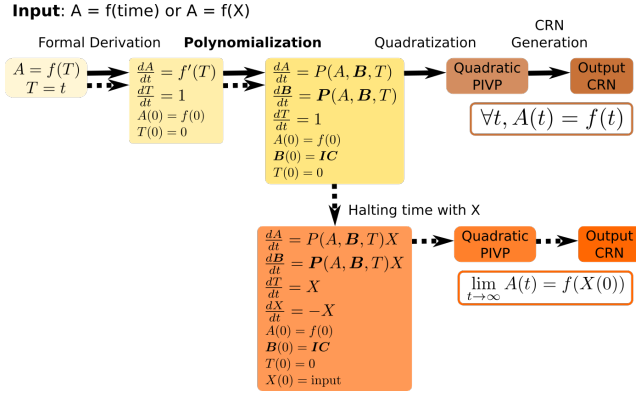 Input: A = f(time) or A = f(X)
Formal Derivation
Polynomialization
Quadratization
CRN
Generation
A = f(T)
T = t
dA/dt = f'(T)
dT/dt = 1
A(0) = f(0)
T(0) = 0
dA/dt = P(A, B, T)
dB/dt = P(A, B, T)
dT/dt = 1
A(0) = f(0)
B(0) = IC
T(0) = 0
Quadratic
PIVP
Output
CRN
∀t, A(t) = f(t)
Halting time with X
dA/dt = P(A, B, T)X
dB/dt = P(A, B, T)X
dT/dt = X
dX/dt = −X
A(0) = f(0)
B(0) = IC
T(0) = 0
X(0) = input
Quadratic
PIVP
Output
CRN
lim t→∞ A(t) = f(X(0))